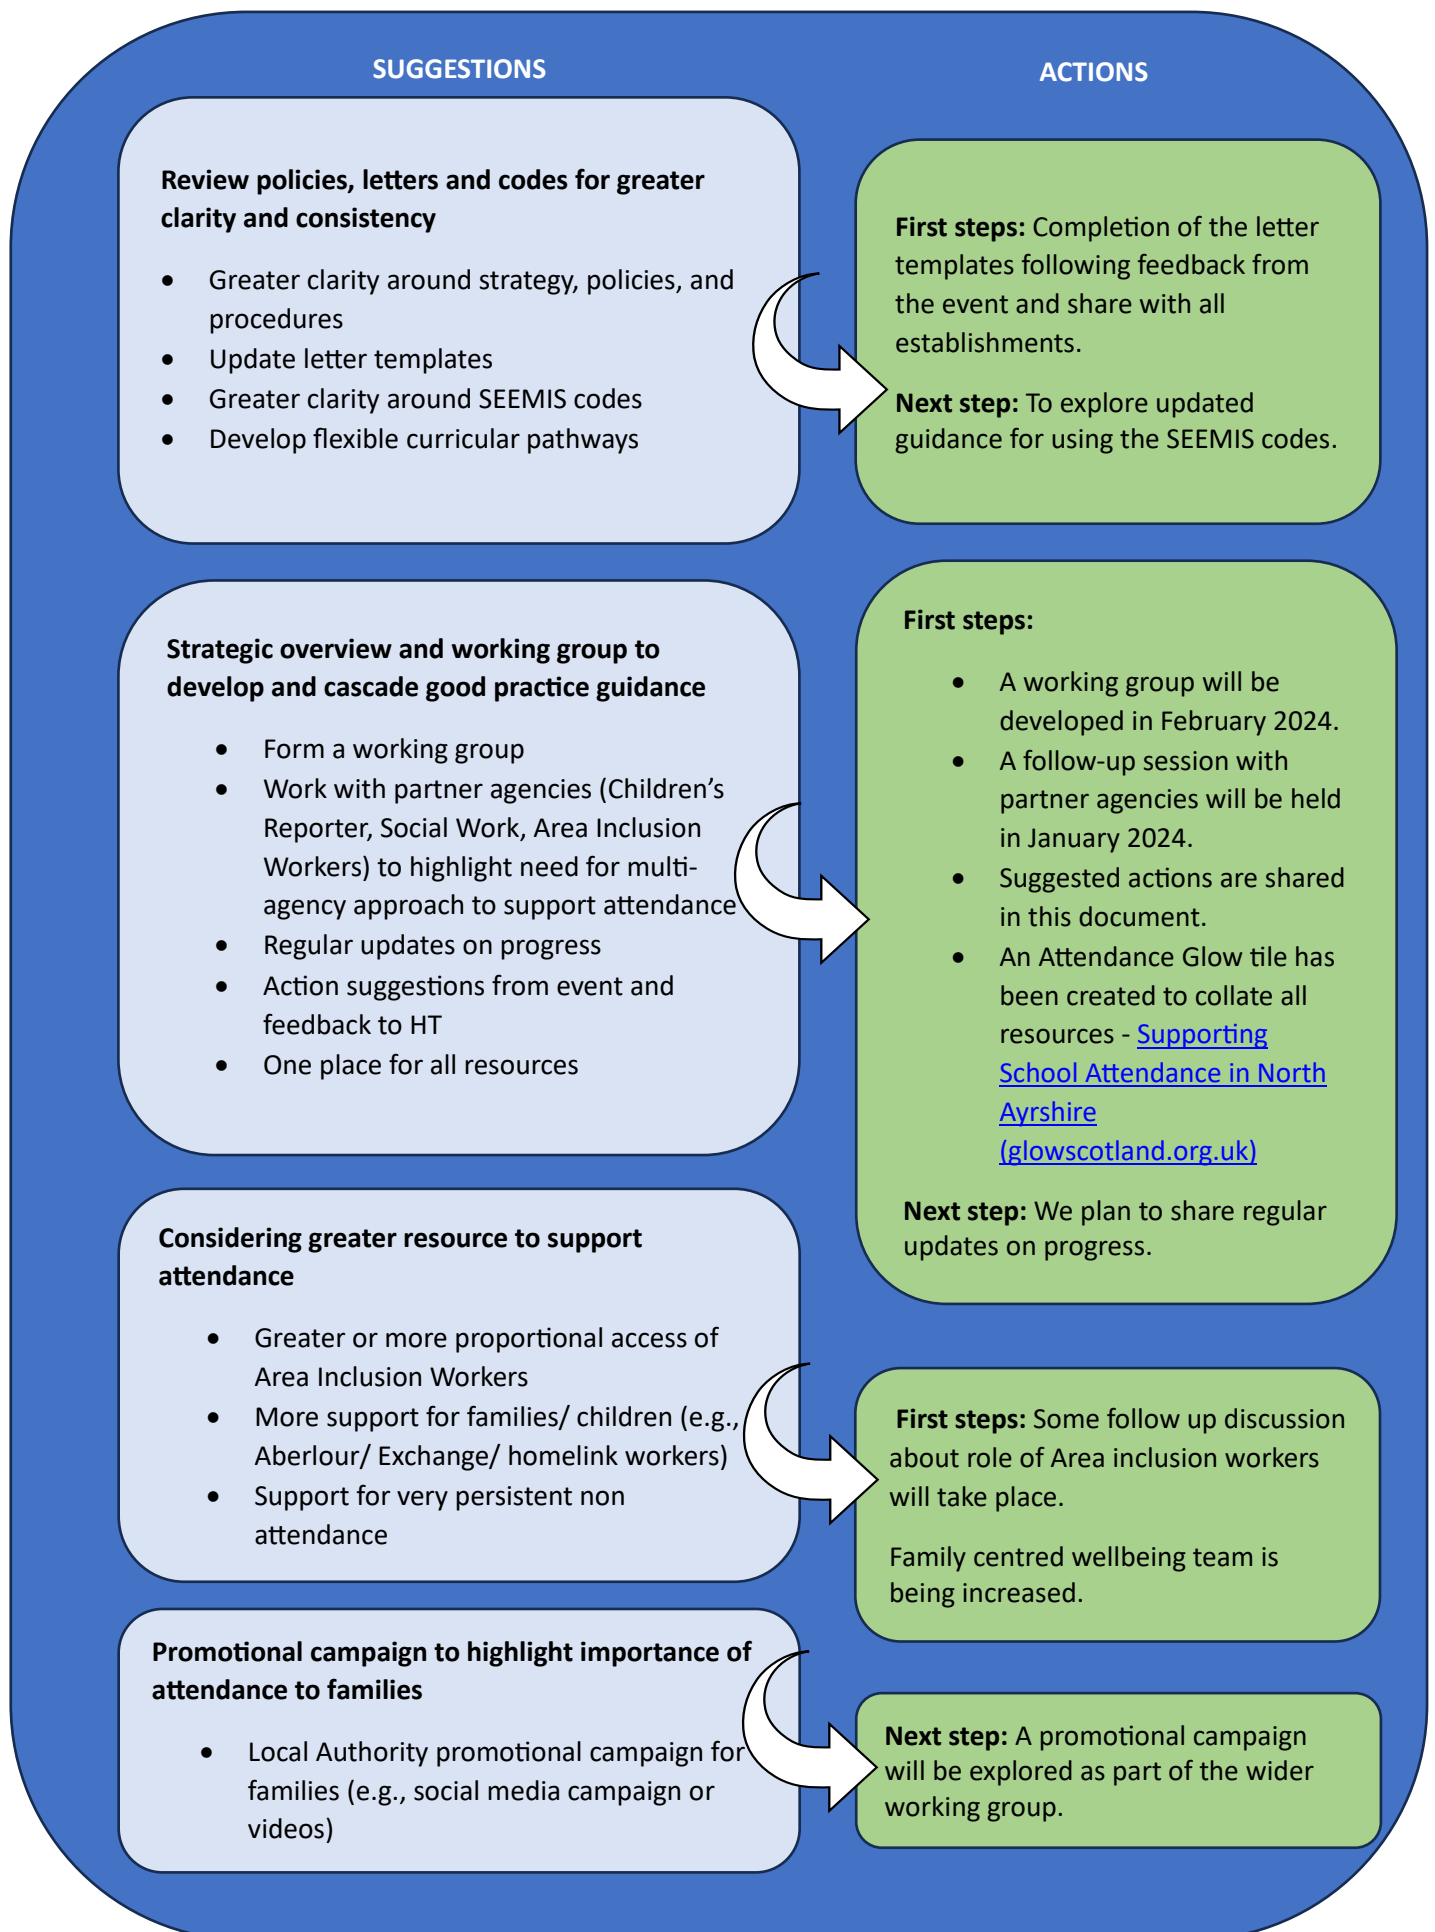 SUGGESTIONS
ACTIONS
Review policies, letters and codes for greater
clarity and consistency
• Greater clarity around strategy, policies, and
procedures
• Update letter templates
• Greater clarity around SEEMIS codes
• Develop flexible curricular pathways
First steps: Completion of the letter
templates following feedback from
the event and share with all
establishments.
Next step: To explore updated
guidance for using the SEEMIS codes.
Strategic overview and working group to
develop and cascade good practice guidance
• Form a working group
• Work with partner agencies (Children’s
Reporter, Social Work, Area Inclusion
Workers) to highlight need for multi-
agency approach to support attendance
• Regular updates on progress
• Action suggestions from event and
feedback to HT
• One place for all resources
First steps:
• A working group will be
developed in February 2024.
• A follow-up session with
partner agencies will be held
in January 2024.
• Suggested actions are shared
in this document.
• An Attendance Glow tile has
been created to collate all
resources - Supporting
School Attendance in North
Ayrshire
(glowscotland.org.uk)
Next step: We plan to share regular
updates on progress.
Considering greater resource to support
attendance
• Greater or more proportional access of
Area Inclusion Workers
• More support for families/ children (e.g.,
Aberlour/ Exchange/ homelink workers)
• Support for very persistent non
attendance
First steps: Some follow up discussion
about role of Area inclusion workers
will take place.
Family centred wellbeing team is
being increased.
Promotional campaign to highlight importance of
attendance to families
• Local Authority promotional campaign for
families (e.g., social media campaign or
videos)
Next step: A promotional campaign
will be explored as part of the wider
working group.